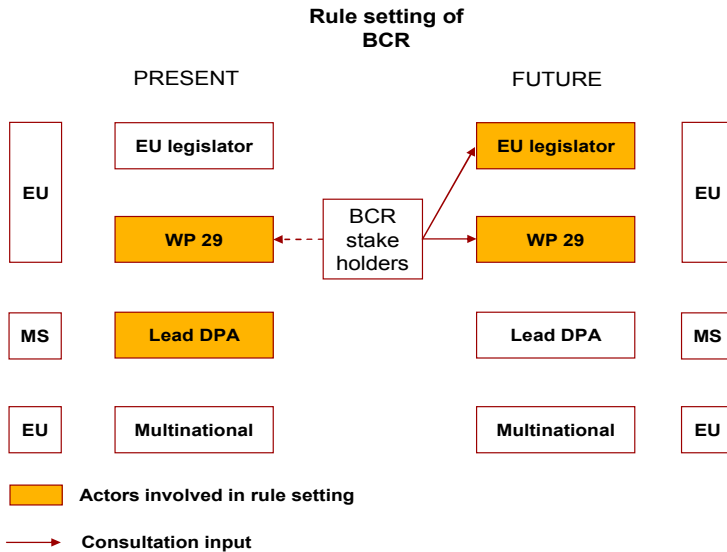 Rule setting of
BCR
PRESENT
FUTURE
EU
EU legislator
EU legislator
EU
WP 29
BCR
stake
holders
WP 29
MS
Lead DPA
Lead DPA
MS
EU
Multinational
Multinational
EU
Actors involved in rule setting
Consultation input